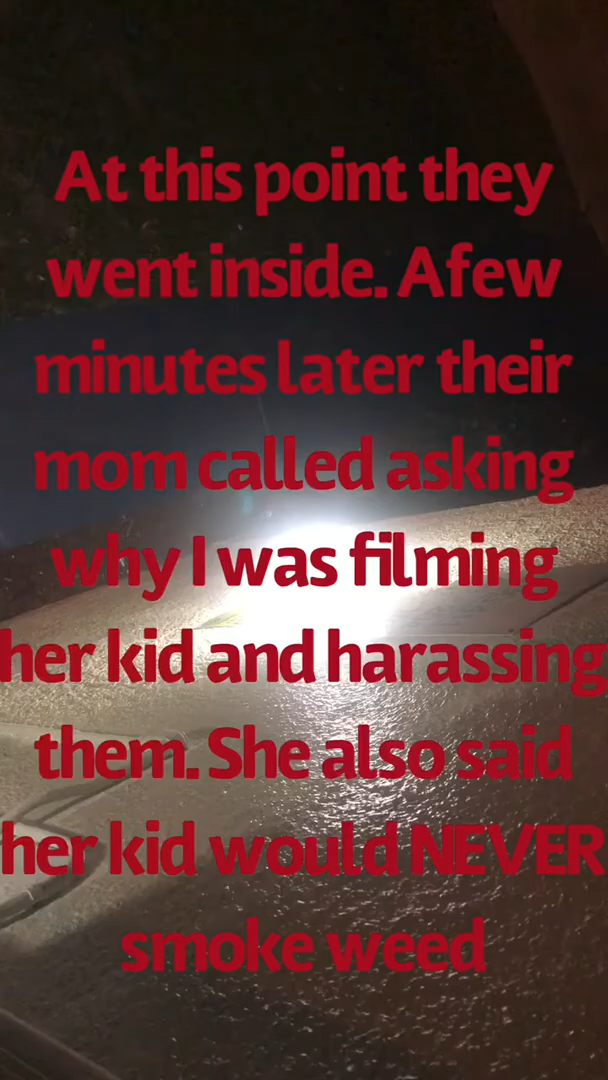 At this point they
went inside. Afew
minutes later their
mom called asking
why I was filming
her kid and harassing
them. She also said
her kid would NEVER
smoke weed